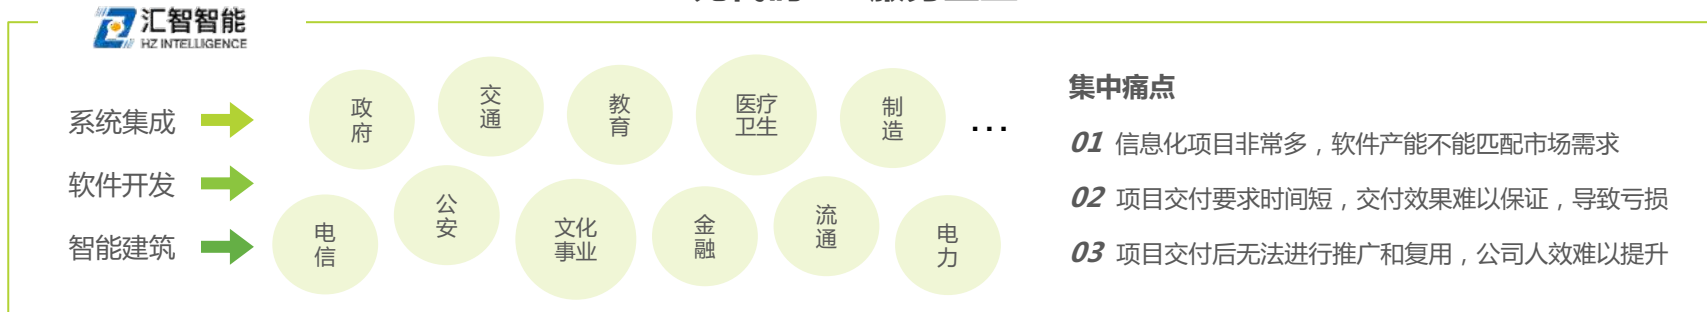 汇智智能
HZ INTELLIGENCE
系统集成
软件开发
智能建筑
政
府
交
通
教
育
医疗
卫生
制
造
...
电
信
公
安
文化
事业
金
融
流
通
电
力
集中痛点
01 信息化项目非常多，软件产能不能匹配市场需求
02 项目交付要求时间短，交付效果难以保证，导致亏损
03 项目交付后无法进行推广和复用，公司人效难以提升